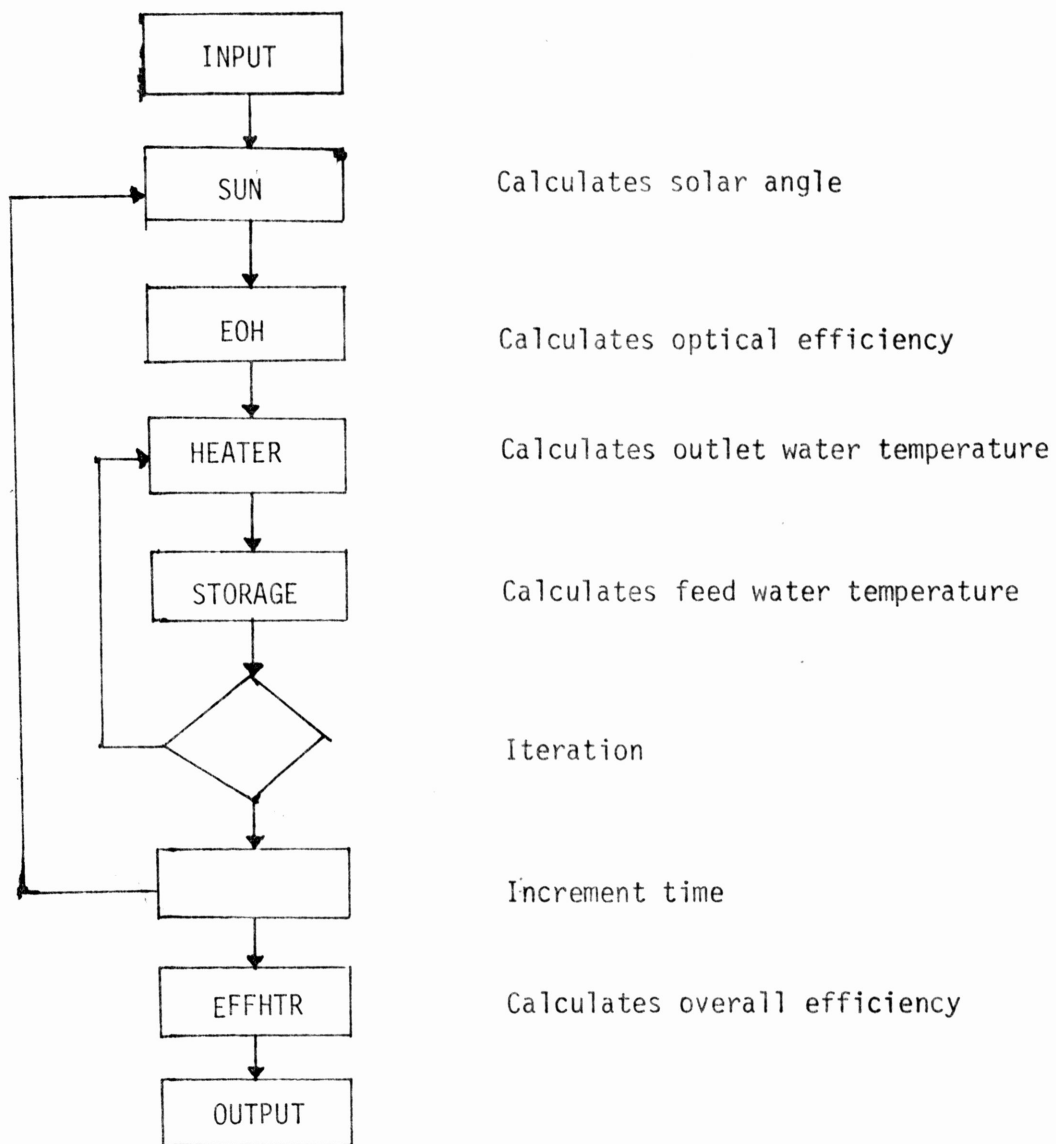 INPUT
SUN
Calculates solar angle
EOH
Calculates optical efficiency
HEATER
Calculates outlet water temperature
STORAGE
Calculates feed water temperature
Iteration
Increment time
EFFHTR
Calculates overall efficiency
OUTPUT